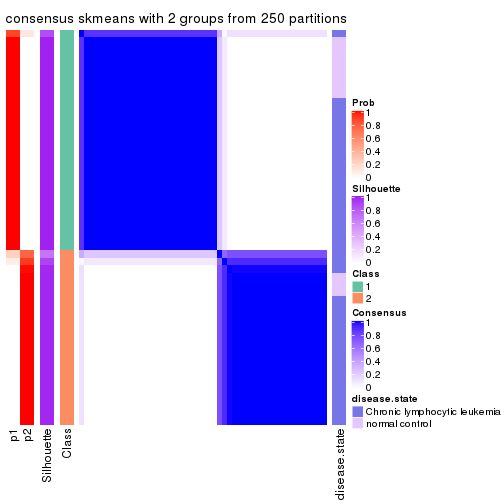 consensus skmeans with 2 groups from 250 partitions
Prob
1
0.8
0.6
0.4
0.2
0
Silhouette
1
0.8
0.6
0.4
0.2
0
Class
1
2
Consensus
1
0.8
0.6
0.4
0.2
0
disease.state
Chronic lymphocytic leukemia
normal control
p1
p2
Silhouette
Class
disease.state